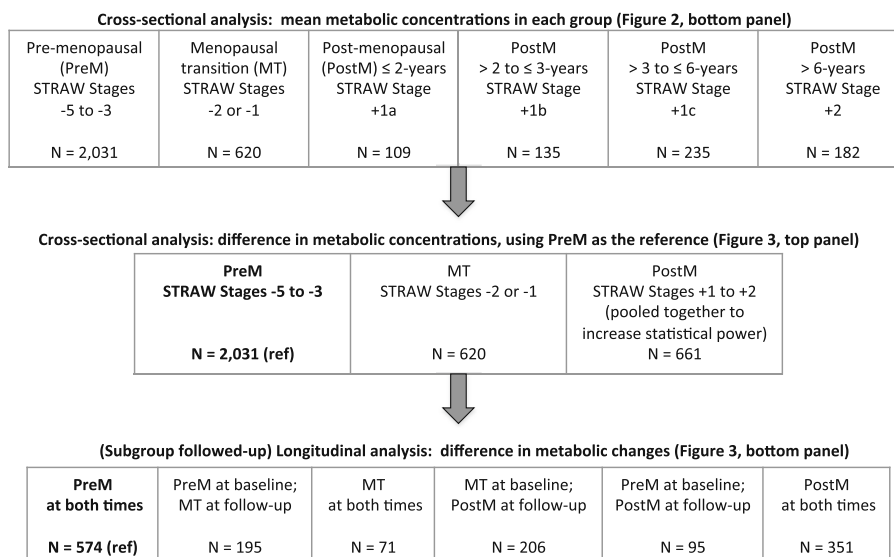 Cross-sectional analysis:  mean metabolic concentrations in each group (Figure 2, bottom panel)
Pre-menopausal
(PreM)
STRAW Stages
-5 to -3
N = 2,031
Menopausal
transition (MT)
STRAW Stages
-2 or -1
N = 620
Post-menopausal
(PostM) ≤ 2-years
STRAW Stage
+1a
N = 109
PostM
> 2 to ≤ 3-years
STRAW Stage
+1b
N = 135
PostM
> 3 to ≤ 6-years
STRAW Stage
+1c
N = 235
PostM
> 6-years
STRAW Stage
+2
N = 182
Cross-sectional analysis: difference in metabolic concentrations, using PreM as the reference (Figure 3, top panel)
PreM
STRAW Stages -5 to -3
N = 2,031 (ref)
MT
STRAW Stages -2 or -1
N = 620
PostM
STRAW Stages +1 to +2
(pooled together to
increase statistical power)
N = 661
(Subgroup followed-up) Longitudinal analysis:  difference in metabolic changes (Figure 3, bottom panel)
PreM
at both times
N = 574 (ref)
PreM at baseline;
MT at follow-up
N = 195
MT
at both times
N = 71
MT at baseline;
PostM at follow-up
N = 206
PreM at baseline;
PostM at follow-up
N = 95
PostM
at both times
N = 351